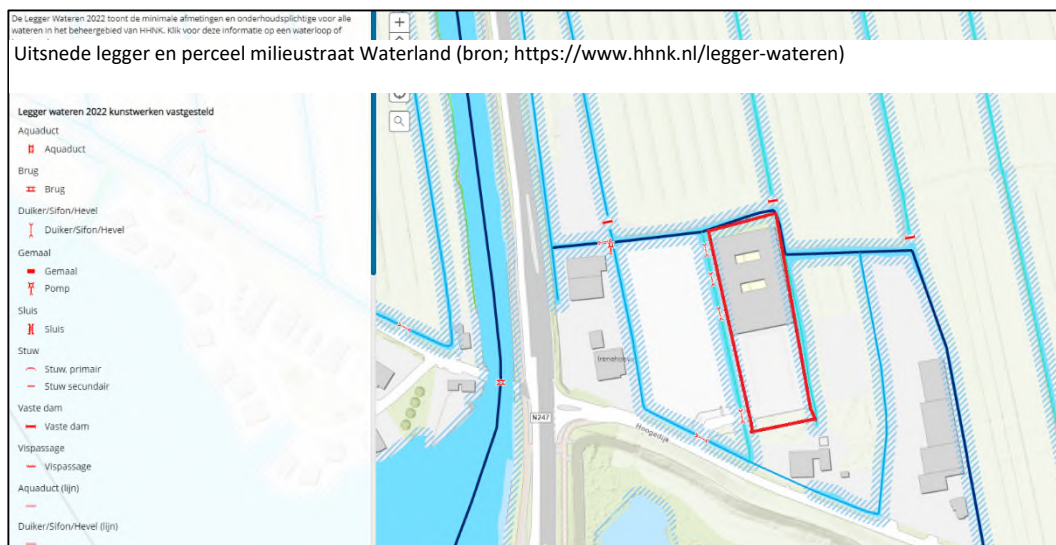 De Legger Wateren 2022 toont de minimale afmetingen en onderhoudsplichtige voor alle
wateren in het beheergebied van HHNK. Klik voor deze informatie op een waterloop of
Uitsnede legger en perceel milieustraat Waterland (bron; https://www.hhnk.nl/legger-wateren)
Legger wateren 2022 kunstwerken vastgesteld
Aquaduct
Aquaduct
Brug
Brug
Duiker/Sifon/Hevel
Duiker/Sifon/Hevel
Gemaal
Gemaal
Pomp
Sluis
Sluis
Stuw
Stuw, primair
Stuw secundair
Vaste dam
Vaste dam
Vispassage
Vispassage
Aquaduct (lijn)
Duiker/Sifon/Hevel (lijn)
Irenehoeve
N247
Hoogedijk